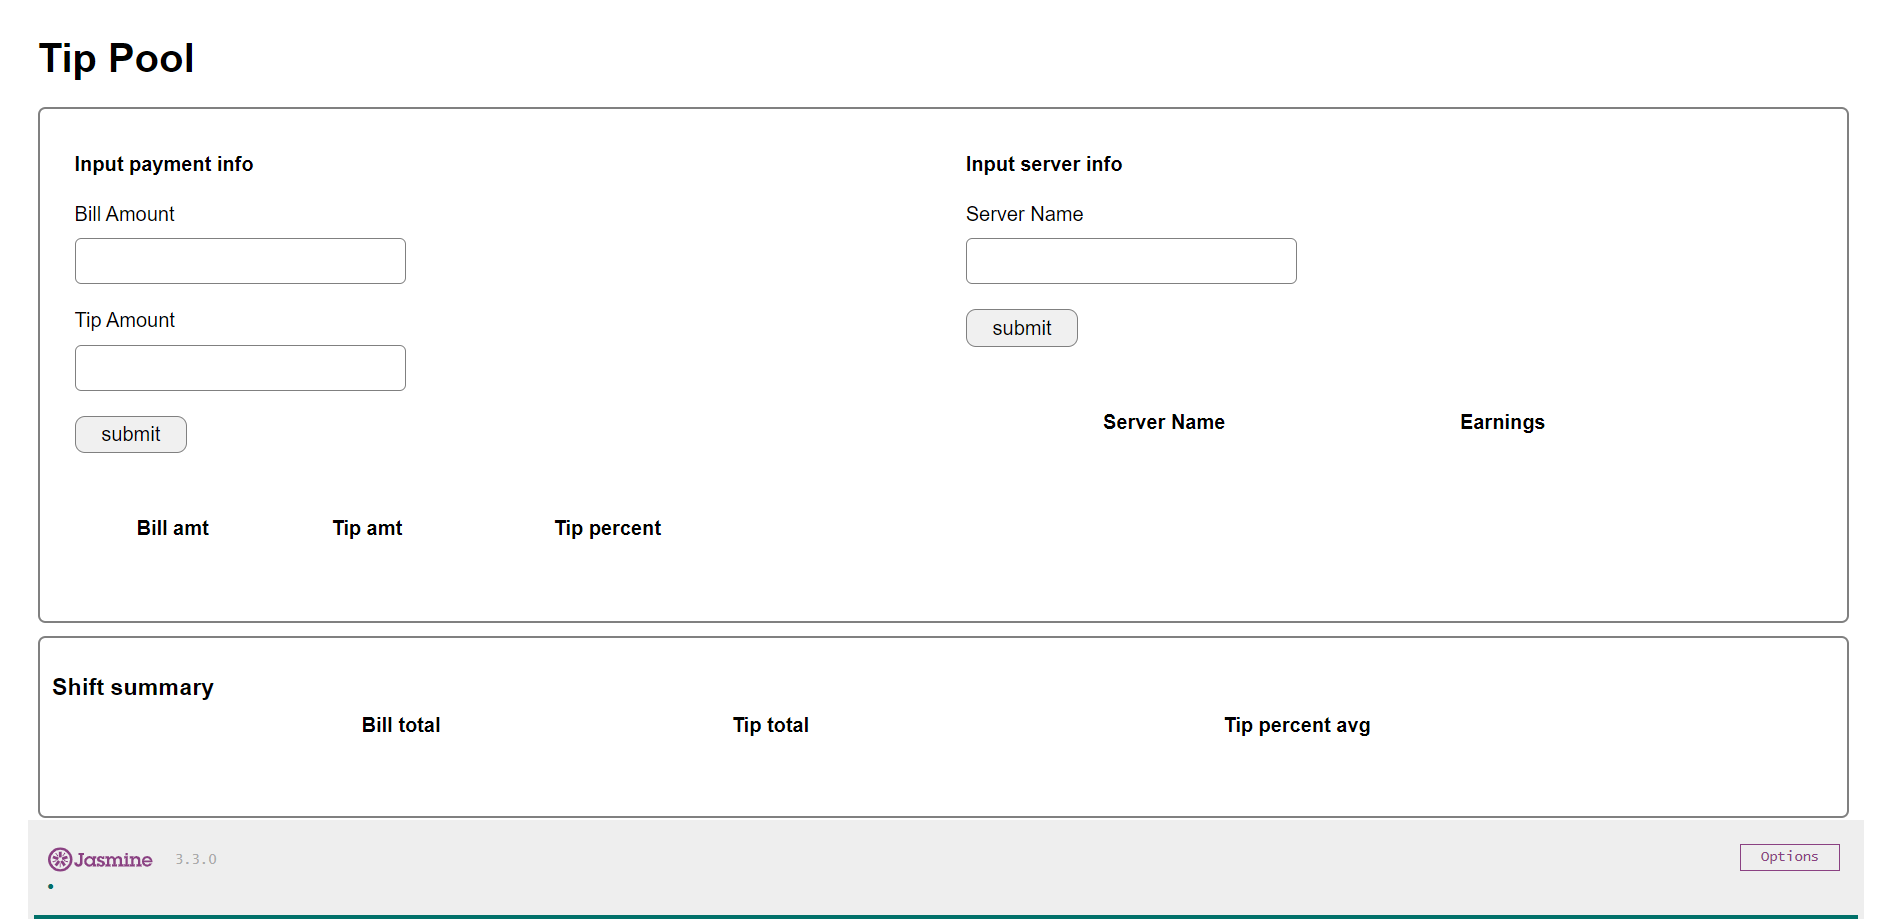 Tip Pool
Input payment info
Bill Amount
Tip Amount
submit
Bill amt Tip amt Tip percent
Input server info
Server Name
submit
Server Name Earnings
Shift summary
Bill total Tip total Tip percent avg
Jasmine 3.3.0
Options